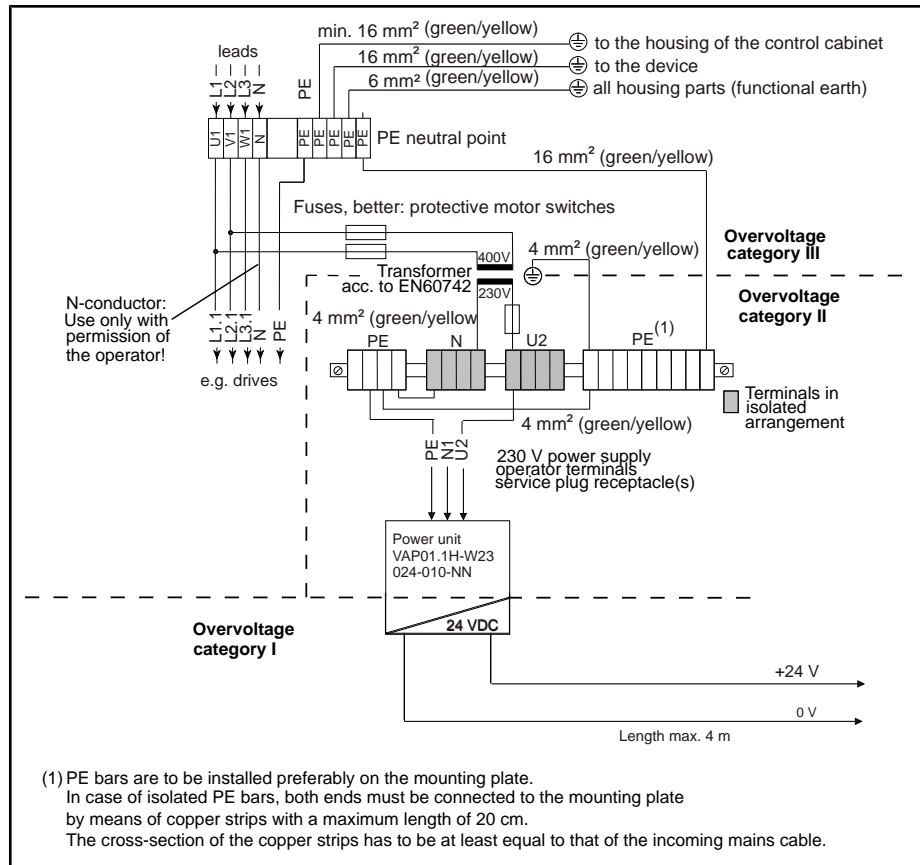 min. 16 mm² (green/yellow)
leads
to the housing of the control cabinet
16 mm² (green/yellow)
to the device
6 mm² (green/yellow)
all housing parts (functional earth)
L1
L2
L3
N
PE
U1
V1
W1
N
PE
PE
PE
PE
PE
PE neutral point
16 mm² (green/yellow)
Fuses, better: protective motor switches
400V
4 mm² (green/yellow)
Overvoltage
category III
Transformer
acc. to EN60742
230V
Overvoltage
category II
N-conductor:
Use only with
permission of
the operator!
L1.1
L2.1
L3.1
N
PE
e.g. drives
4 mm² (green/yellow
PE
N
U2
PE (1)
Terminals in
isolated
arrangement
4 mm² (green/yellow)
PE
N1
U2
230 V power supply
operator terminals
service plug receptacle(s)
Power unit
VAP01.1H-W23
024-010-NN
24 VDC
Overvoltage
category I
+24 V
0 V
Length max. 4 m
(1) PE bars are to be installed preferably on the mounting plate.
In case of isolated PE bars, both ends must be connected to the mounting plate
by means of copper strips with a maximum length of 20 cm.
The cross-section of the copper strips has to be at least equal to that of the incoming mains cable.